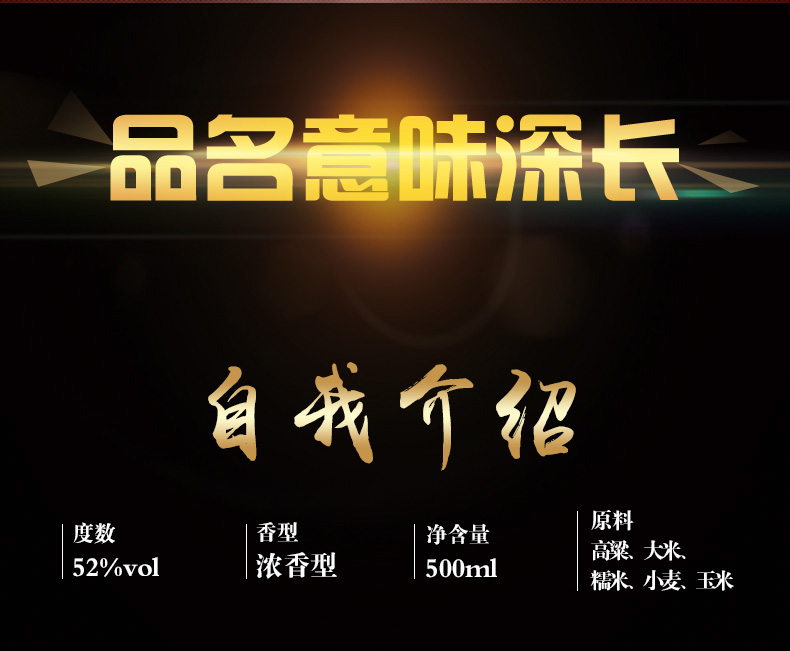 品名意味深长
自我介绍
度数
52%vol
香型
浓香型
净含量
500ml
原料
高粱、大米、
糯米、小麦、玉米